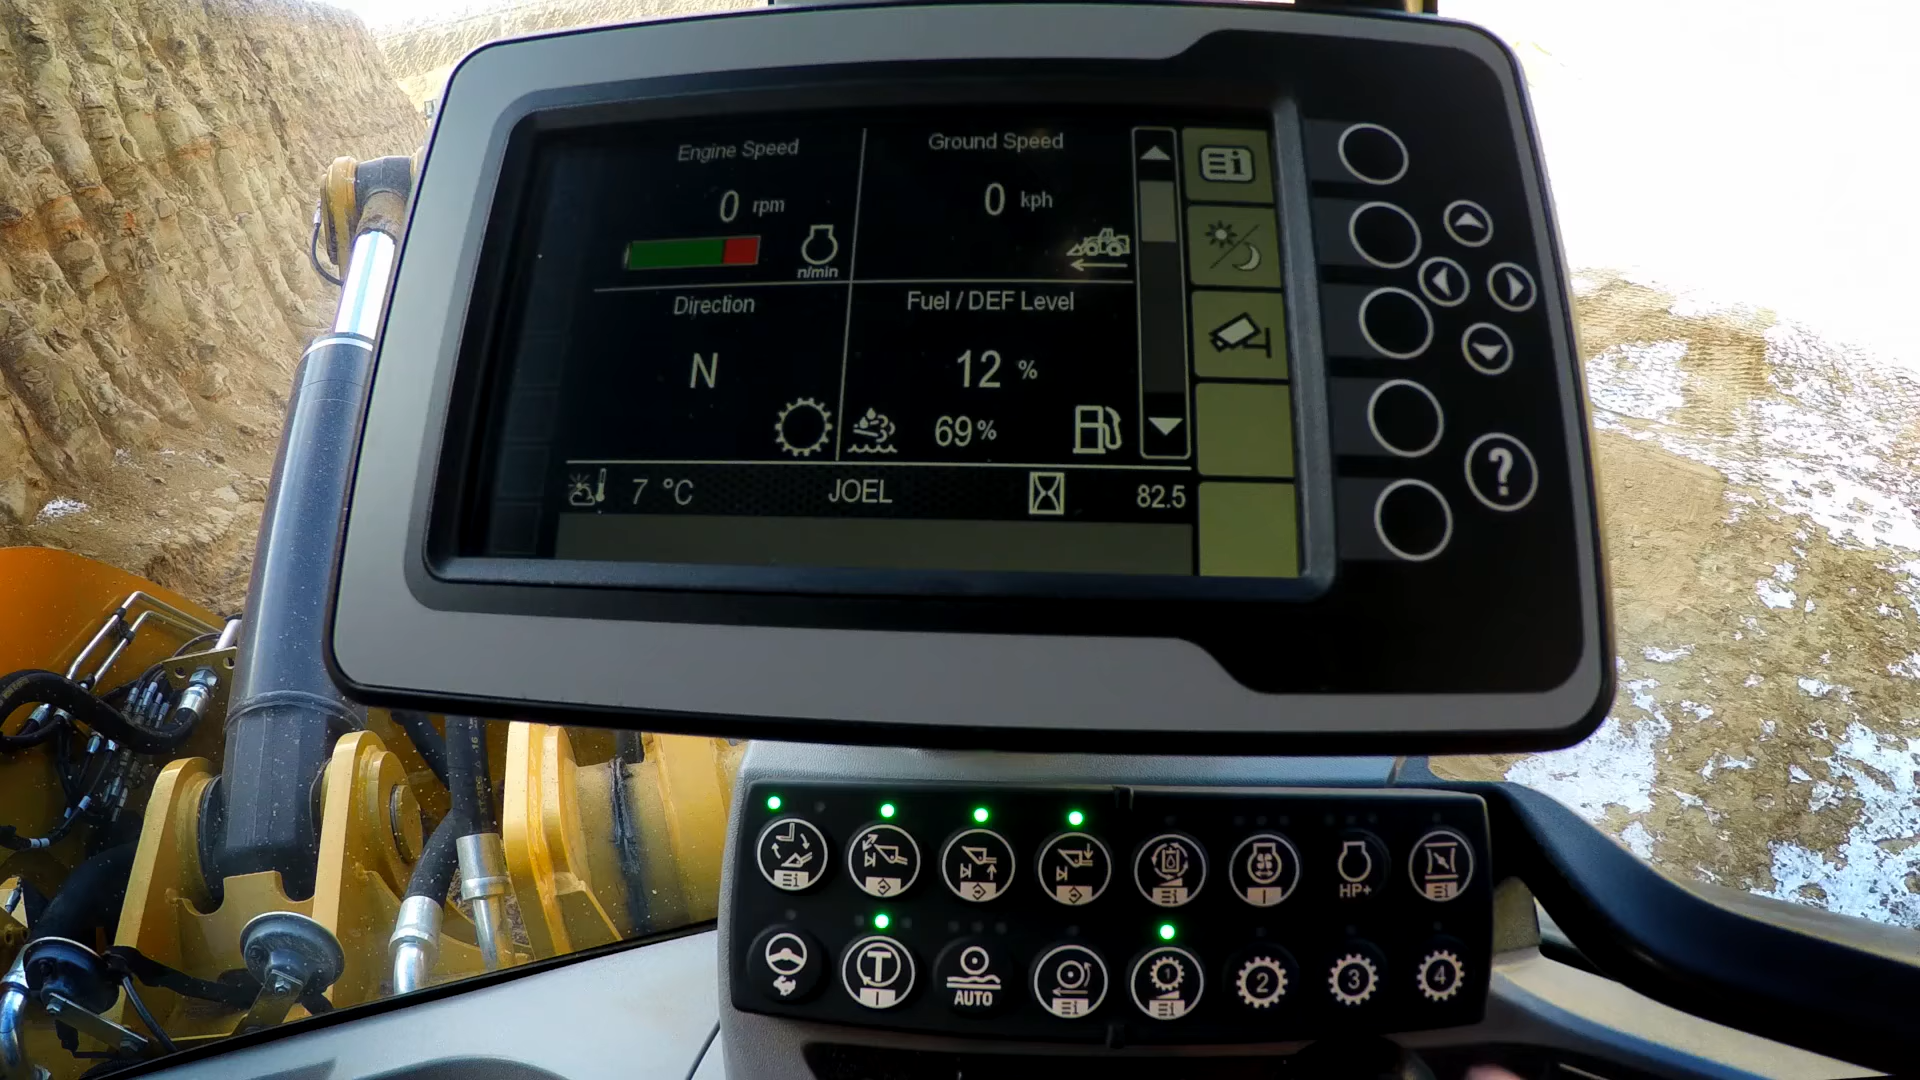 Engine Speed
0 rpm
n/min
Ground Speed
0 kph
Direction
N
Fuel / DEF Level
12 %
69%
7 °C
JOEL
82.5
?
HP+
T
AUTO
1
2
3
4